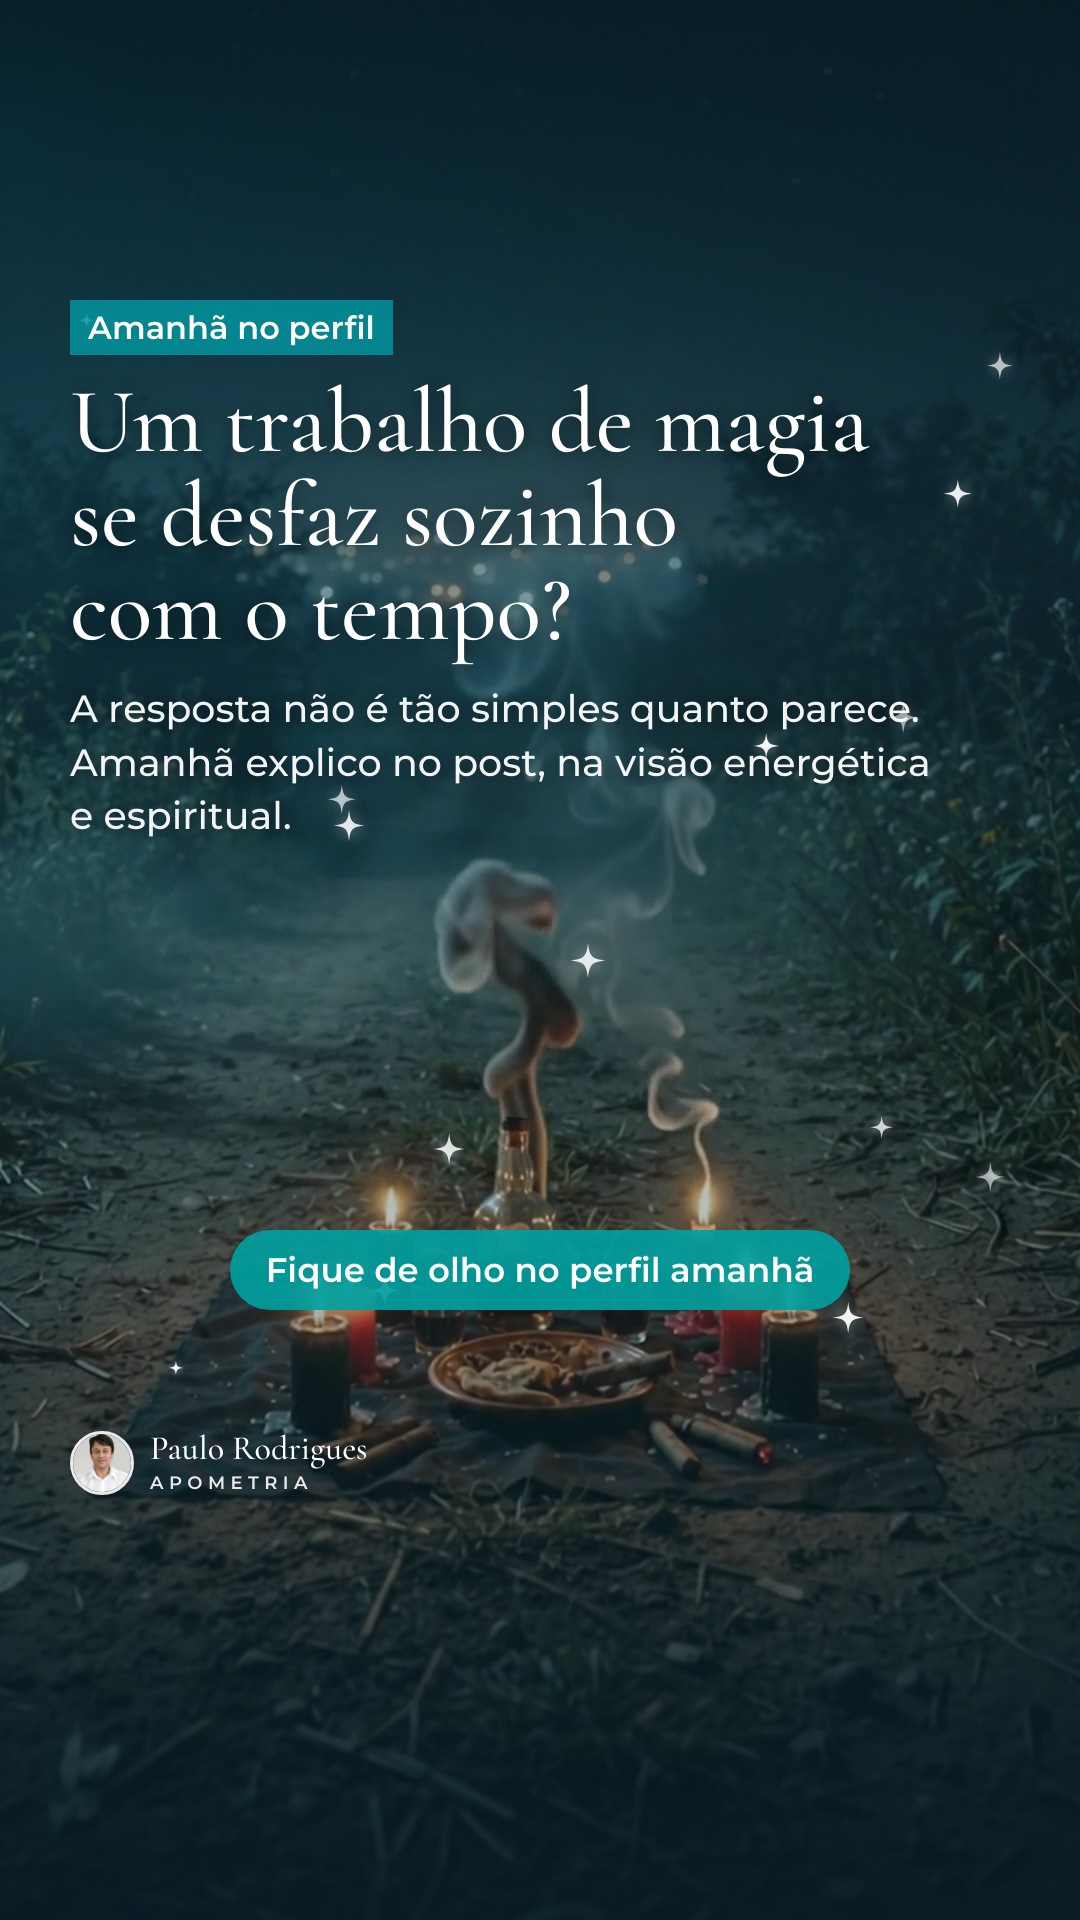 Amanhã no perfil
Um trabalho de magia
se desfaz sozinho
com o tempo?
A resposta não é tão simples quanto parece.
Amanhã explico no post, na visão energética
e espiritual.
Fique de olho no perfil amanhã
Paulo Rodrigues
APOMETRIA